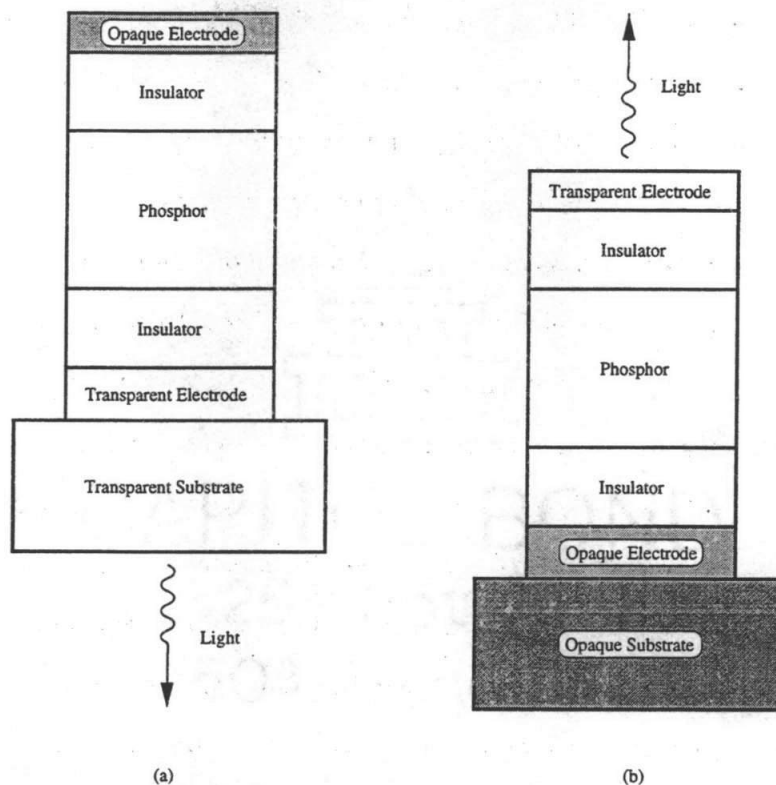 Opaque Electrode
Insulator
Phosphor
Insulator
Transparent Electrode
Transparent Substrate
Light
(a)
Light
Transparent Electrode
Insulator
Phosphor
Insulator
Opaque Electrode
Opaque Substrate
(b)